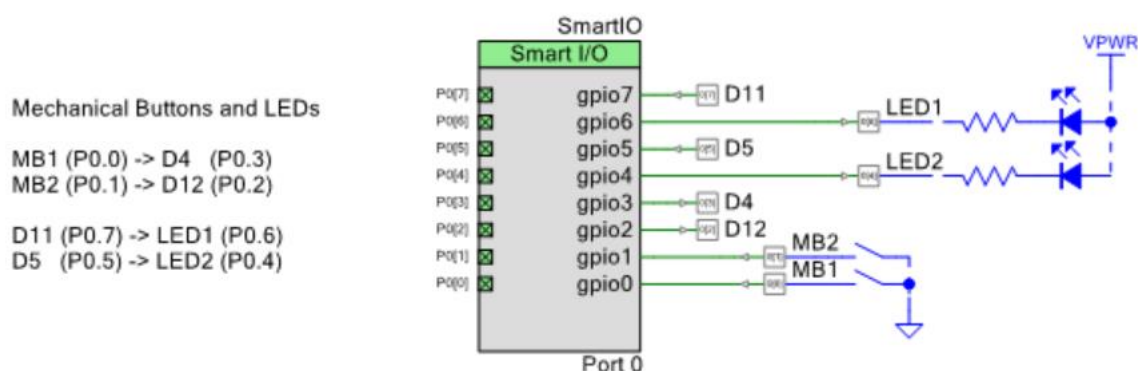 Mechanical Buttons and LEDs
MB1 (P0.0) -> D4 (P0.3)
MB2 (P0.1) -> D12 (P0.2)
D11 (P0.7) -> LED1 (P0.6)
D5 (P0.5) -> LED2 (P0.4)
SmartIO
Smart I/O
P0[7] gpio7 D11
P0[6] gpio6 LED1
P0[5] gpio5 D5
P0[4] gpio4 LED2
P0[3] gpio3 D4
P0[2] gpio2 D12
P0[1] gpio1 MB2
P0[0] gpio0 MB1
Port 0
VPWR